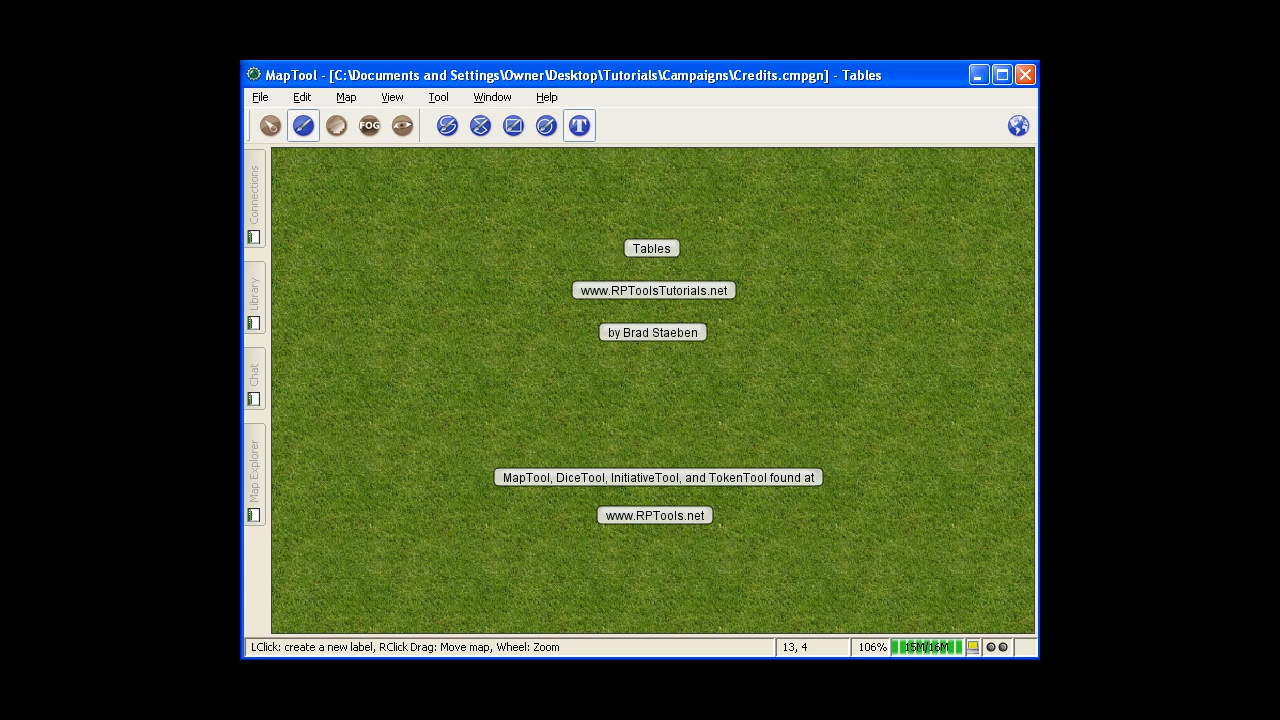 MapTool - [C:\Documents and Settings\Owner\Desktop\Tutorials\Campaigns\Credits.cmpgn] - Tables
File Edit Map View Tool Window Help
FOG T
Connections
Library
Chat
Map Explorer
Tables
www.RPToolsTutorials.net
by Brad Staeben
MapTool, DiceTool, InitiativeTool, and TokenTool found at
www.RPTools.net
LClick: create a new label, RClick Drag: Move map, Wheel: Zoom 13, 4 106% 15M/16M